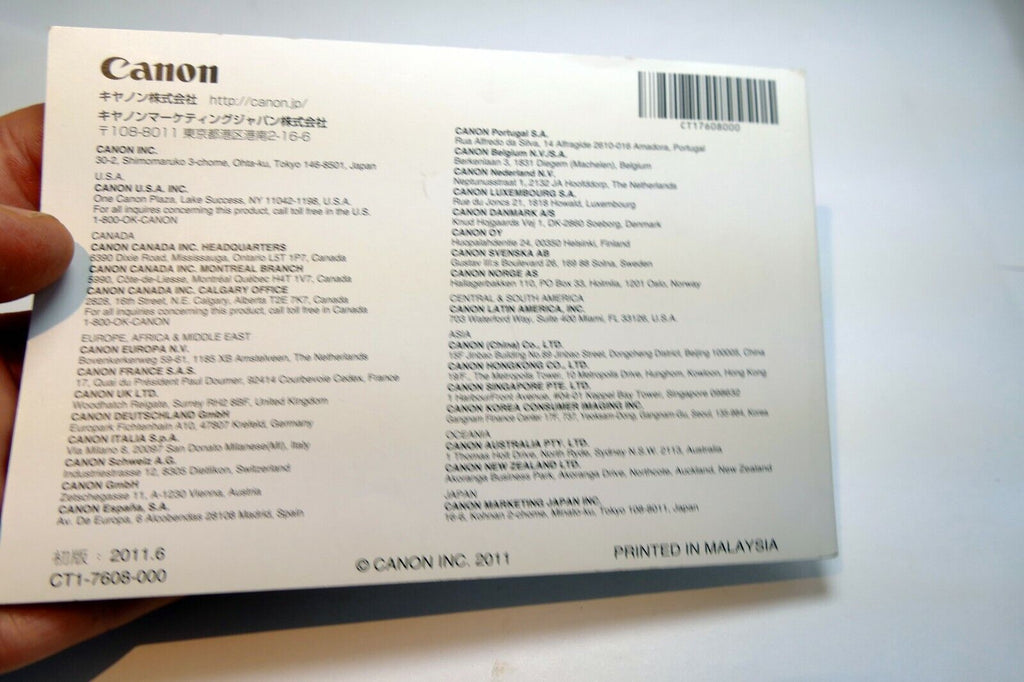 Canon
キヤノン株式会社 http://canon.jp/
キヤノンマーケティングジャパン株式会社
〒108-8011 東京都港区港南2-16-6
CANON INC.
30-2, Shimomaruko 3-chome, Ohta-ku, Tokyo 146-8501, Japan
U.S.A.
CANON U.S.A. INC.
One Canon Plaza, Lake Success, NY 11042-1198, U.S.A.
For all inquires concerning this product, call toll free in the U.S.
1-800-OK-CANON
CANADA
CANON CANADA INC. HEADQUARTERS
6390 Dixie Road, Mississauga, Ontario L5T 1P7, Canada
CANON CANADA INC. MONTREAL BRANCH
5990, Côte-de-Liesse, Montréal Québec H4T 1V7, Canada
CANON CANADA INC. CALGARY OFFICE
2828, 16th Street, N.E. Calgary, Alberta T2E 7K7, Canada
For all inquiries concerning this product, call toll free in Canada
1-800-OK-CANON
EUROPE, AFRICA & MIDDLE EAST
CANON EUROPA N.V.
Bovenkerkerweg 59-61, 1185 XB Amstelveen, The Netherlands
CANON FRANCE S.A.S.
17, Quai du Président Paul Doumer, 92414 Courbevoie Cedex, France
CANON UK LTD.
Woodhatch Reigate, Surrey RH2 8BF, United Kingdom
CANON DEUTSCHLAND GmbH
Europark Fichtenhain A10, 47807 Krefeld, Germany
CANON ITALIA S.p.A.
Via Milano 8, 20097 San Donato Milanese(MI), Italy
CANON Schweiz A.G.
Industriestrasse 12, 8305 Dietlikon, Switzerland
CANON GmbH
Zetschegasse 11, A-1230 Vienna, Austria
CANON España, S.A.
Av. De Europa, 6 Alcobendas 28108 Madrid, Spain
初版：2011.6
CT1-7608-000
CT17608000
CANON Portugal S.A.
Rua Alfredo da Silva, 14 Alfragide 2610-016 Amadora, Portugal
CANON Belgium N.V./S.A.
Berkenlaan 3, 1831 Diegem (Machelen), Belgium
CANON Nederland N.V.
Neptunusstraat 1, 2132 JA Hoofddorp, The Netherlands
CANON LUXEMBOURG S.A.
Rue du Joncs 21, 1818 Howald, Luxembourg
CANON DANMARK A/S
Knud Hojgaards Vej 1, DK-2860 Soeborg, Denmark
CANON OY
Huopalahdentie 24, 00350 Helsinki, Finland
CANON SVENSKA AB
Gustav III:s Boulevard 26, 169 88 Solna, Sweden
CANON NORGE AS
Hallagerbakken 110, PO Box 33, Holmlia, 1201 Oslo, Norway
CENTRAL & SOUTH AMERICA
CANON LATIN AMERICA, INC.
703 Waterford Way, Suite 400 Miami, FL 33126, U.S.A.
ASIA
CANON (China) Co., LTD.
15F Jinbao Building No.89 Jinbao Street, Dongcheng District, Beijing 100005, China
CANON HONGKONG CO., LTD.
19/F., The Metropolis Tower, 10 Metropolis Drive, Hunghom, Kowloon, Hong Kong
CANON SINGAPORE PTE. LTD.
1 HarbourFront Avenue, #04-01 Keppel Bay Tower, Singapore 098632
CANON KOREA CONSUMER IMAGING INC.
Gangnam Finance Center 17F, 737, Yeoksam-Dong, Gangnam-Gu, Seoul, 135-984, Korea
OCEANIA
CANON AUSTRALIA PTY. LTD.
1 Thomas Holt Drive, North Ryde, Sydney N.S.W. 2113, Australia
CANON NEW ZEALAND LTD.
Akoranga Business Park, Akoranga Drive, Northcote, Auckland, New Zealand
JAPAN
CANON MARKETING JAPAN INC.
16-6, Kohnan 2-chome, Minato-ku, Tokyo 108-8011, Japan
© CANON INC. 2011
PRINTED IN MALAYSIA